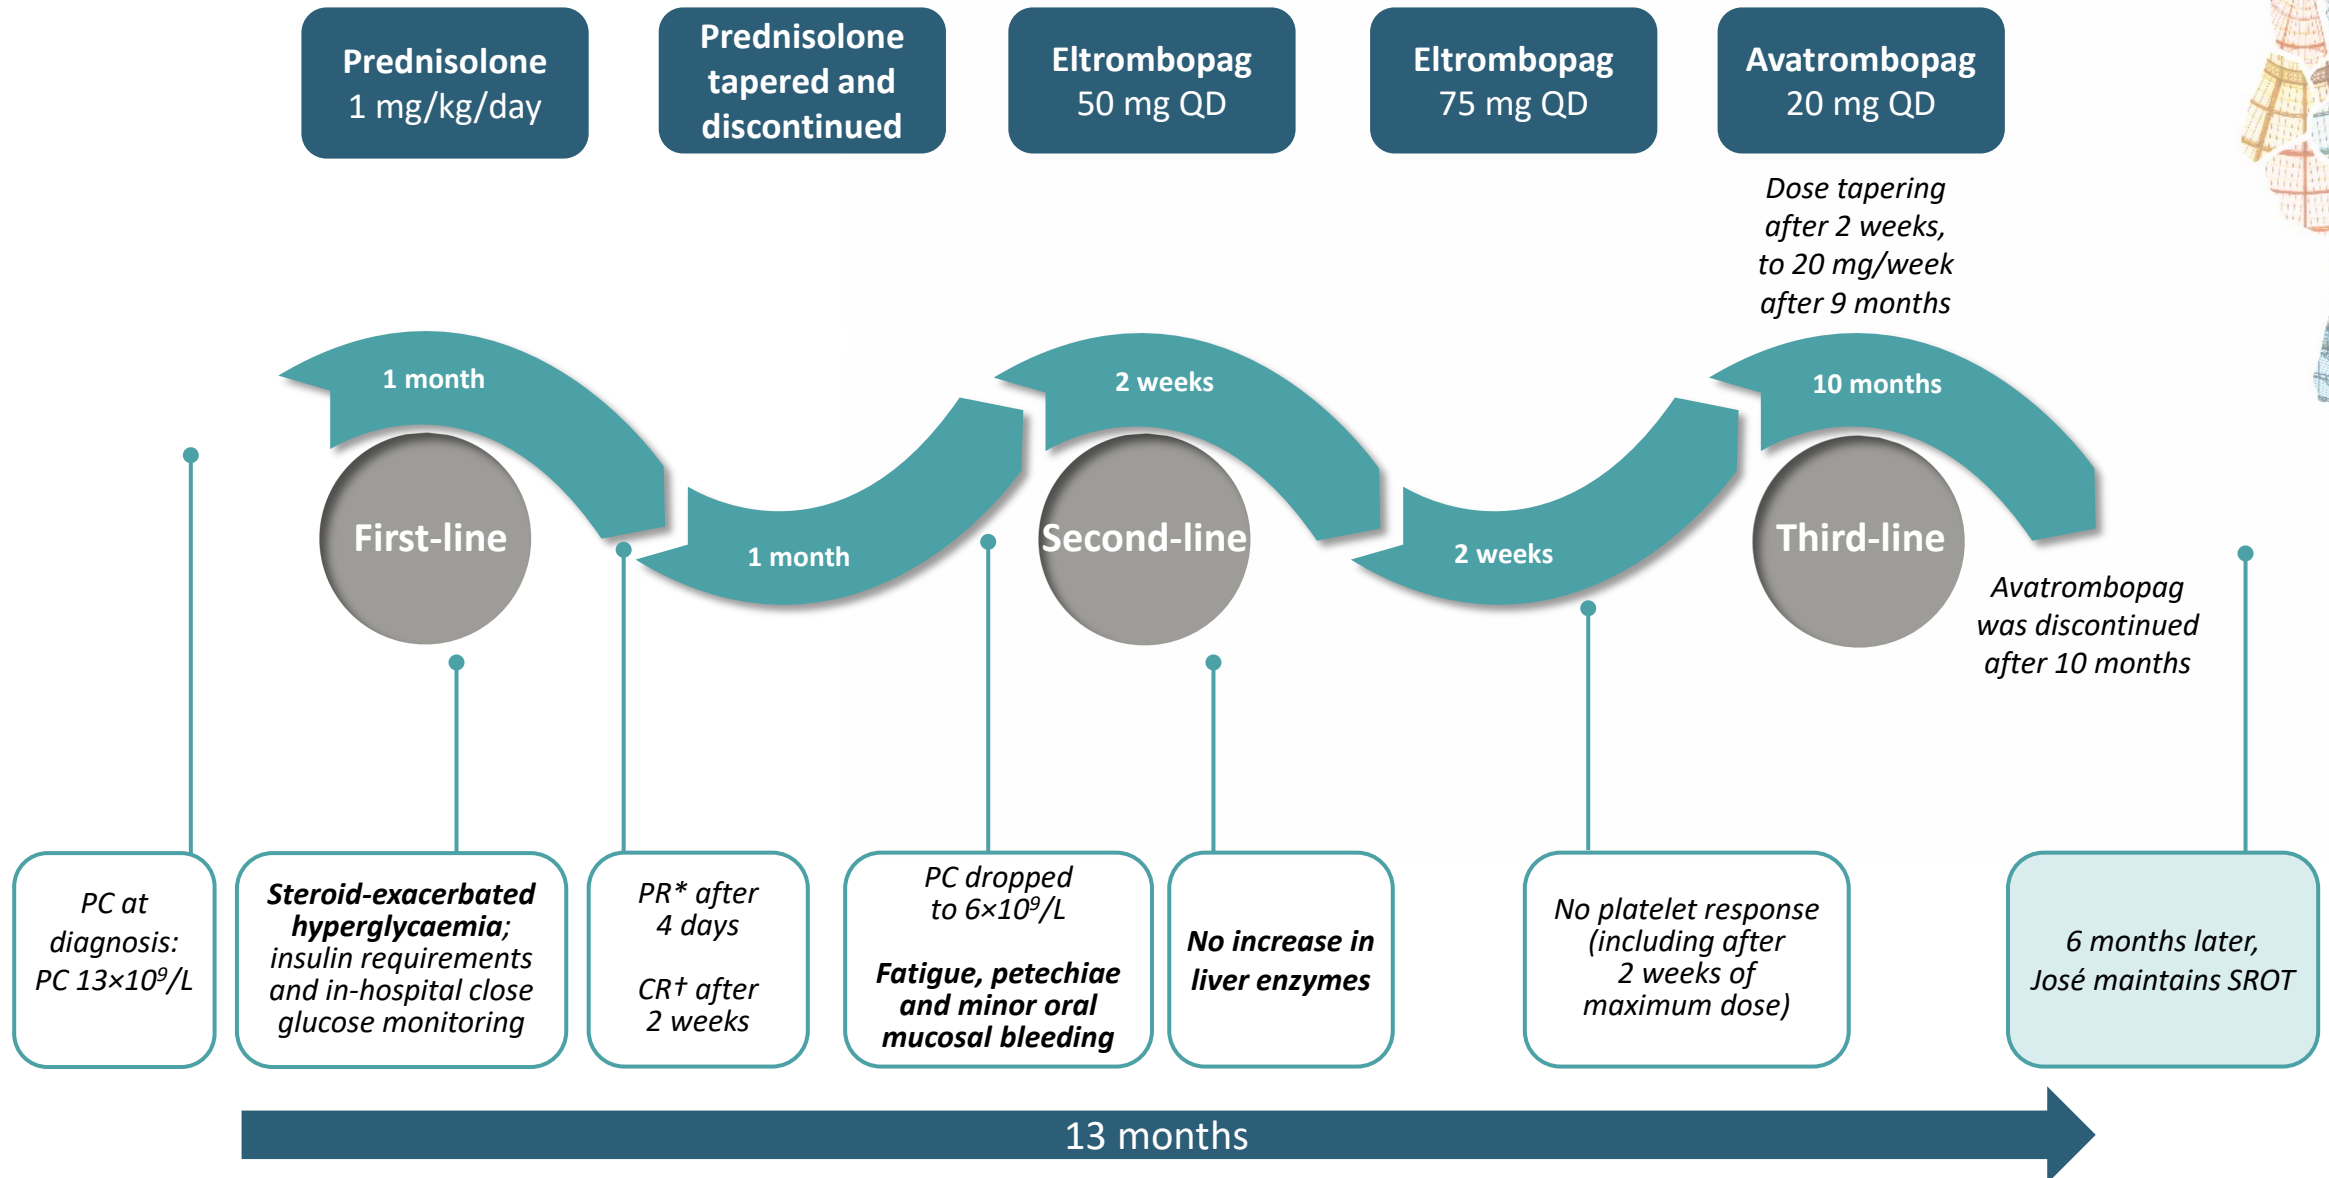 Prednisolone
1 mg/kg/day
Prednisolone
tapered and
discontinued
Eltrombopag
50 mg QD
Eltrombopag
75 mg QD
Avatrombopag
20 mg QD
Dose tapering
after 2 weeks,
to 20 mg/week
after 9 months
1 month
1 month
2 weeks
2 weeks
10 months
First-line
Second-line
Third-line
Avatrombopag
was discontinued
after 10 months
PC at
diagnosis:
PC 13×10⁹/L
Steroid-exacerbated
hyperglycaemia;
insulin requirements
and in-hospital close
glucose monitoring
PR* after
4 days
CR† after
2 weeks
PC dropped
to 6×10⁹/L
Fatigue, petechiae
and minor oral
mucosal bleeding
No increase in
liver enzymes
No platelet response
(including after
2 weeks of
maximum dose)
6 months later,
José maintains SROT
13 months